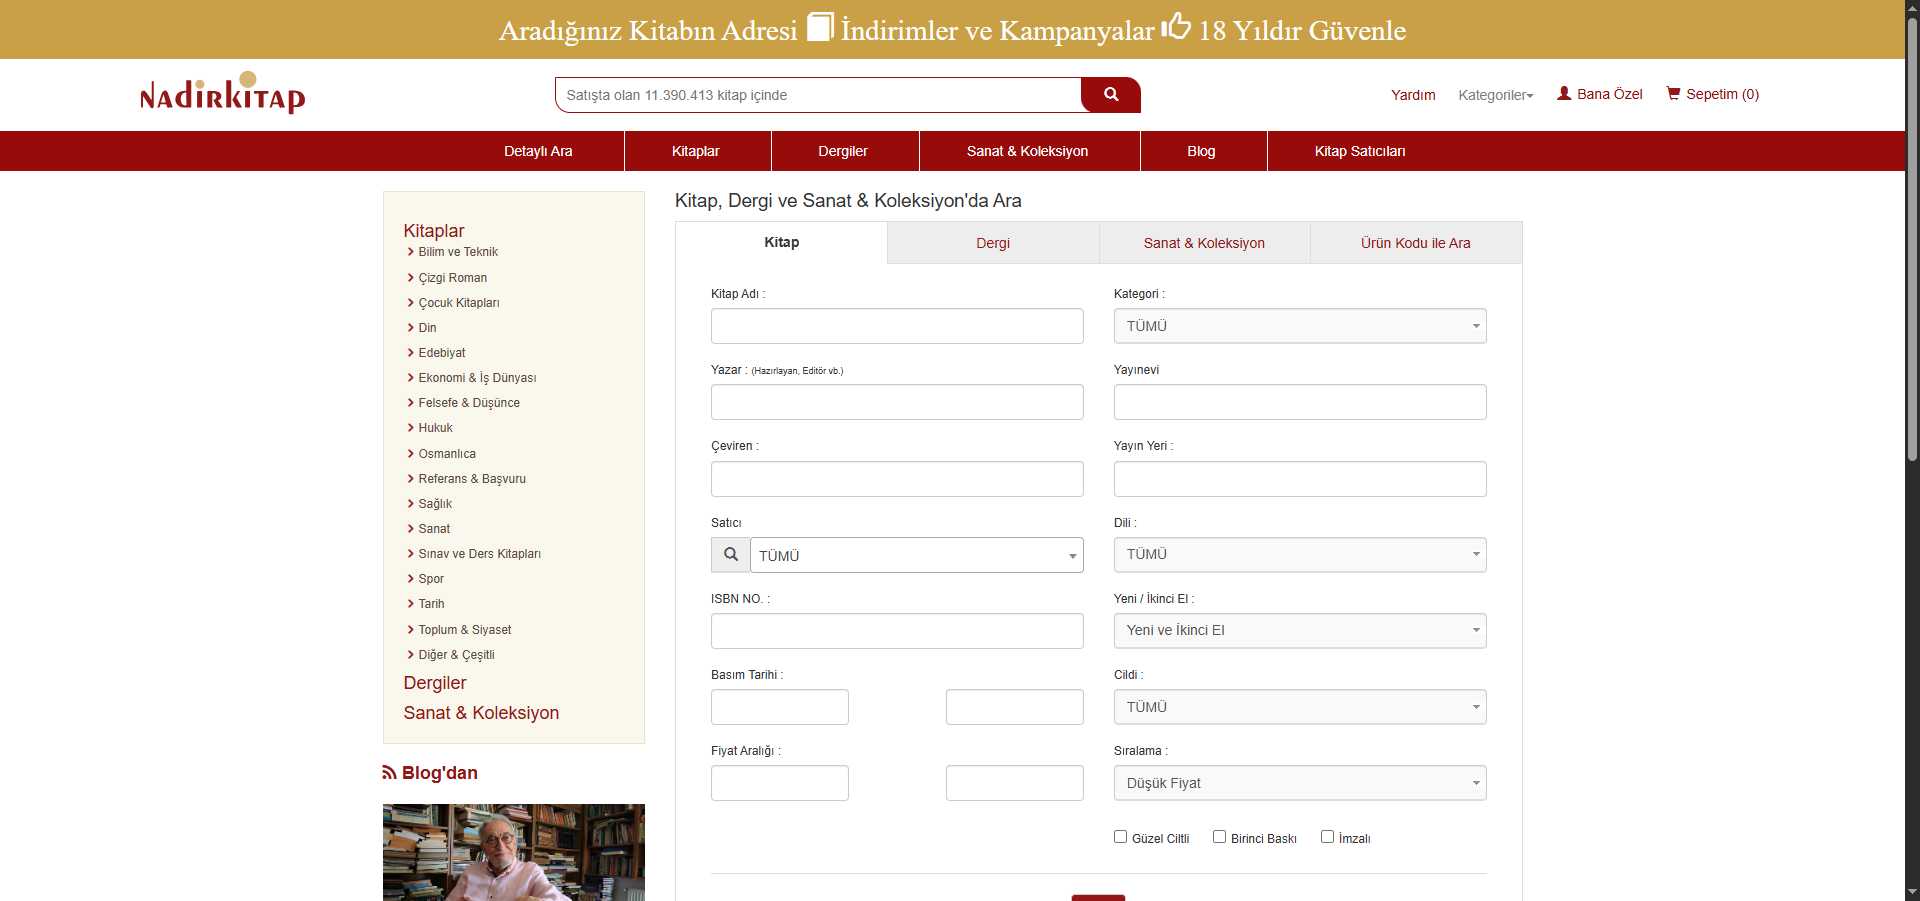 Aradığınız Kitabın Adresi İndirimler ve Kampanyalar 18 Yıldır Güvenle
NADİRKİTAP
Satışta olan 11.390.413 kitap içinde
Yardım
Kategoriler
Bana Özel
Sepetim (0)
Detaylı Ara
Kitaplar
Dergiler
Sanat & Koleksiyon
Blog
Kitap Satıcıları
Kitaplar
Bilim ve Teknik
Çizgi Roman
Çocuk Kitapları
Din
Edebiyat
Ekonomi & İş Dünyası
Felsefe & Düşünce
Hukuk
Osmanlıca
Referans & Başvuru
Sağlık
Sanat
Sınav ve Ders Kitapları
Spor
Tarih
Toplum & Siyaset
Diğer & Çeşitli
Dergiler
Sanat & Koleksiyon
Blog'dan
Kitap, Dergi ve Sanat & Koleksiyon'da Ara
Kitap
Dergi
Sanat & Koleksiyon
Ürün Kodu ile Ara
Kitap Adı :
Kategori :
TÜMÜ
Yazar : (Hazırlayan, Editör vb.)
Yayınevi
Çeviren :
Yayın Yeri :
Satıcı
TÜMÜ
Dili :
TÜMÜ
ISBN NO. :
Yeni / İkinci El :
Yeni ve İkinci El
Basım Tarihi :
Cildi :
TÜMÜ
Fiyat Aralığı :
Sıralama :
Düşük Fiyat
Güzel Ciltli
Birinci Baskı
İmzalı